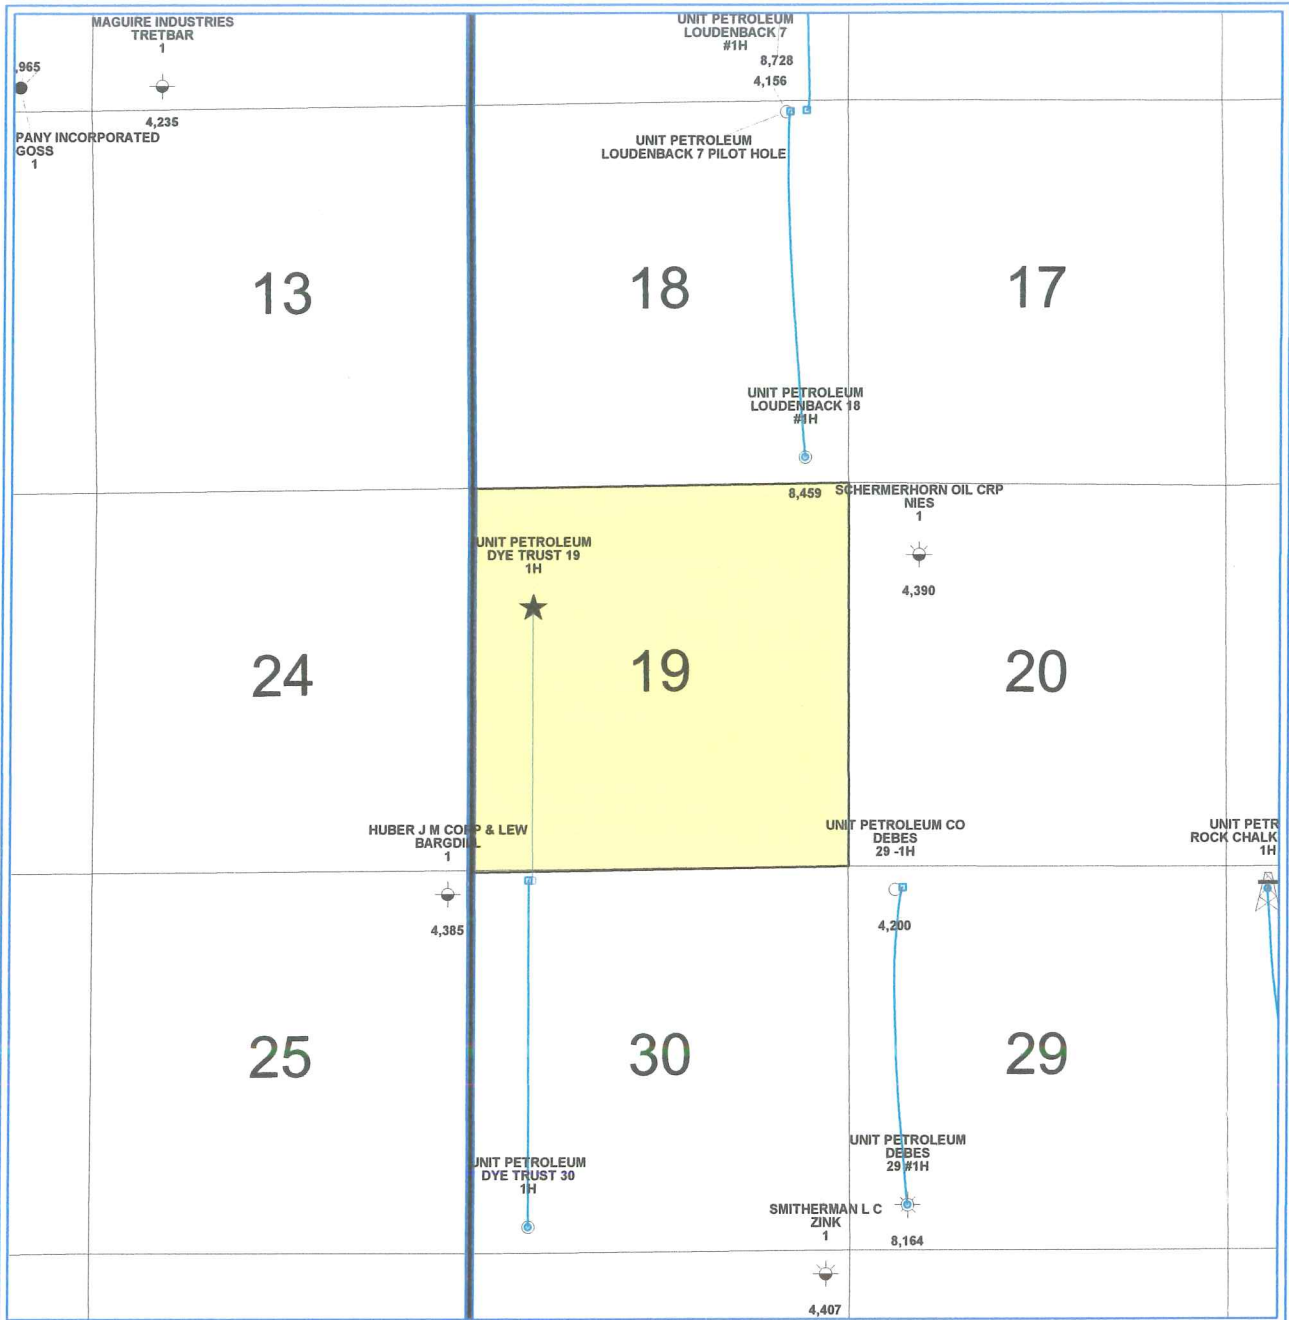 MAGUIRE INDUSTRIES
TRETBAR
1
4,235
,965
PANY INCORPORATED
GOSS
1
UNIT PETROLEUM
LOUDENBACK 7
#1H
8,728
4,156
UNIT PETROLEUM
LOUDENBACK 7 PILOT HOLE
13
18
17
UNIT PETROLEUM
LOUDENBACK 18
#1H
8,459
SCHERMERHORN OIL CRP
NIES
1
4,390
UNIT PETROLEUM
DYE TRUST 19
1H
24
19
20
HUBER J M CORP & LEW
BARGDILL
1
4,385
UNIT PETROLEUM CO
DEBES
29 -1H
4,200
UNIT PETR
ROCK CHALK
1H
25
30
29
UNIT PETROLEUM
DYE TRUST 30
1H
UNIT PETROLEUM
DEBES
29 #1H
8,164
SMITHERMAN L C
ZINK
1
4,407